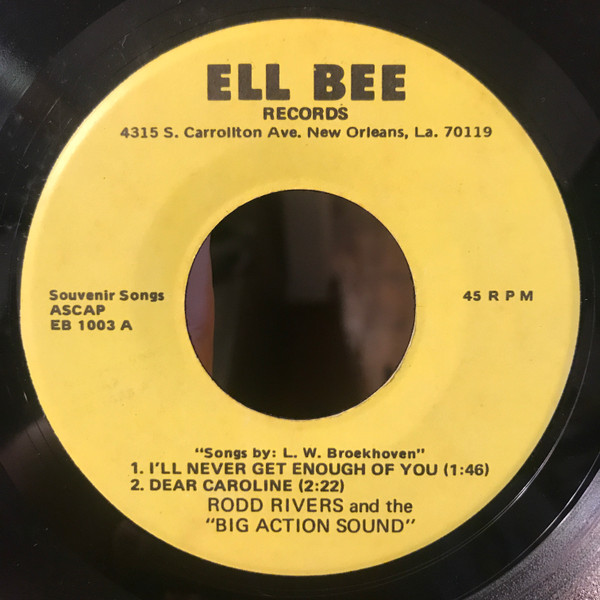 ELL BEE
RECORDS
4315 S. Carrollton Ave. New Orleans, La. 70119
Souvenir Songs
ASCAP
EB 1003 A
45 R P M
"Songs by: L. W. Broekhoven"
1. I'LL NEVER GET ENOUGH OF YOU (1:46)
2. DEAR CAROLINE (2:22)
RODD RIVERS and the
"BIG ACTION SOUND"